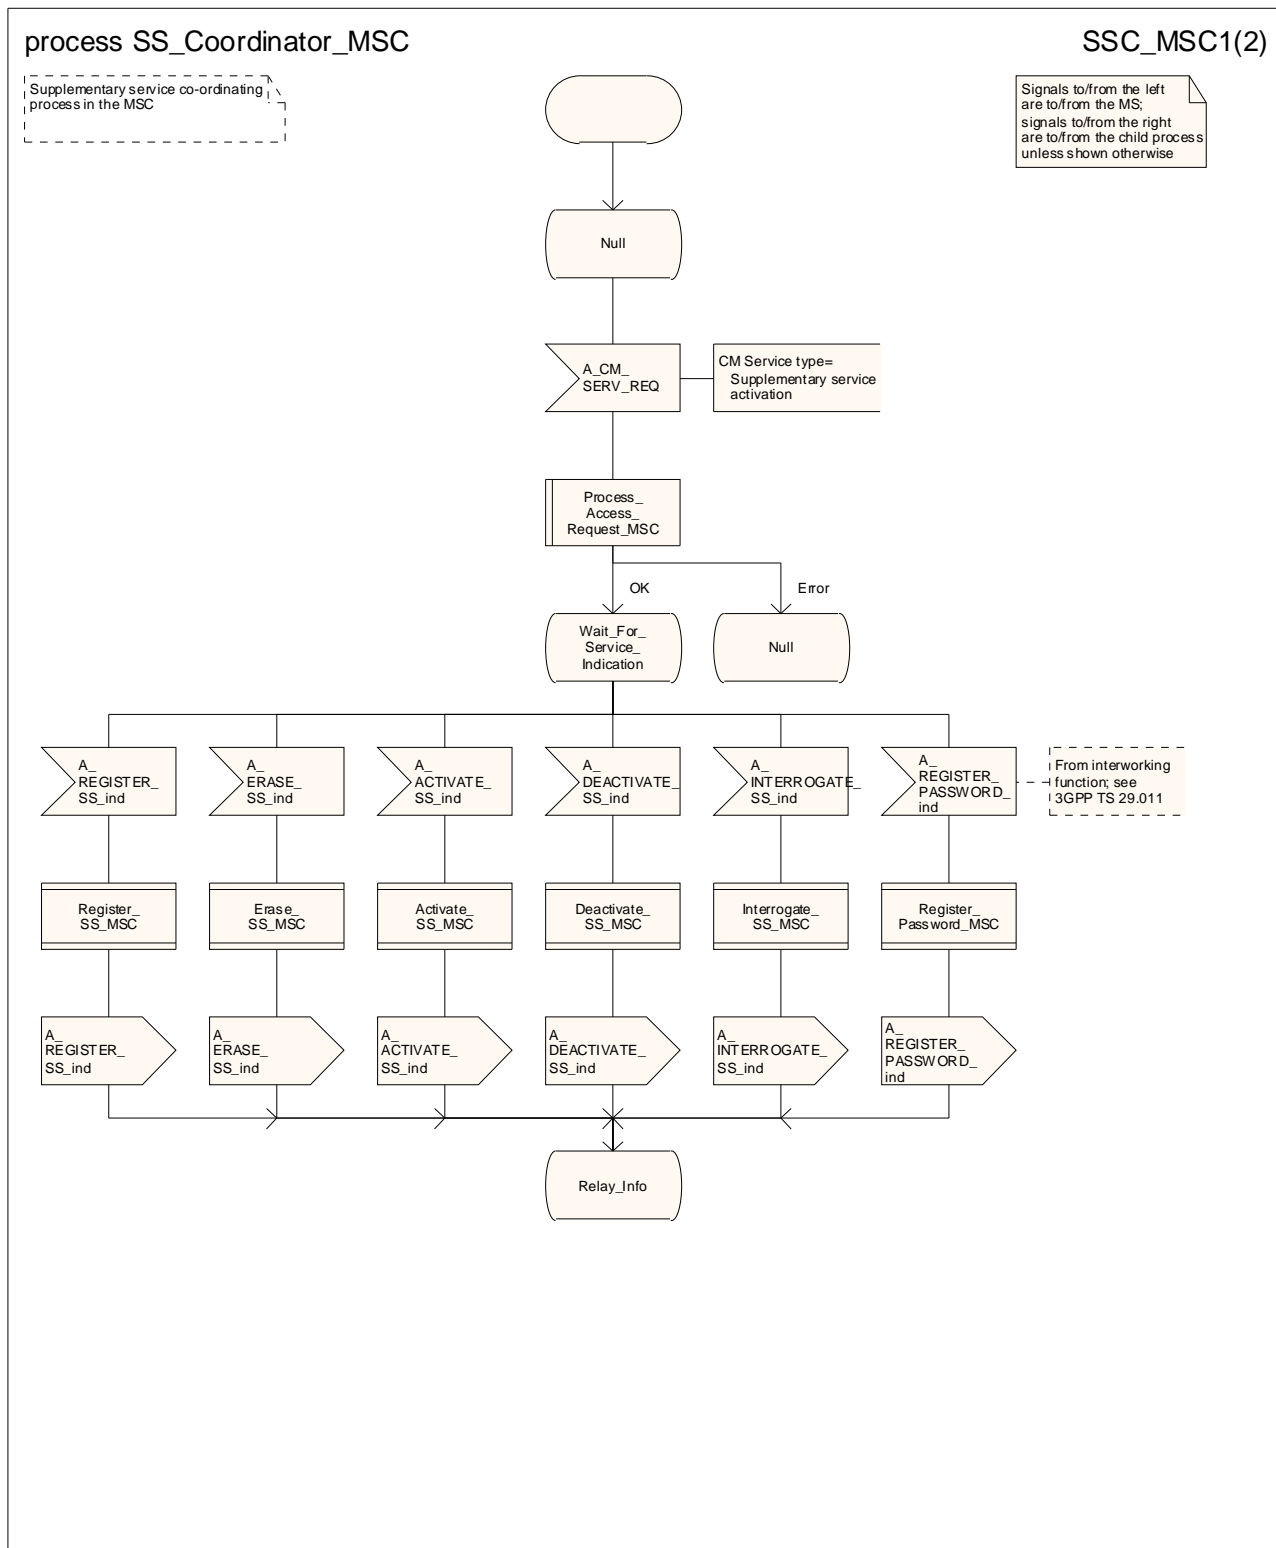 process SS_Coordinator_MSC
SSC_MSC1(2)
Supplementary service co-ordinating
process in the MSC
Signals to/from the left
are to/from the MS;
signals to/from the right
are to/from the child process
unless shown otherwise
Null
A_CM_
SERV_REQ
CM Service type=
Supplementary service
activation
Process_
Access_
Request_MSC
OK
Error
Wait_For_
Service_
Indication
Null
A_
REGISTER_
SS_ind
A_
ERASE_
SS_ind
A_
ACTIVATE_
SS_ind
A_
DEACTIVATE_
SS_ind
A_
INTERROGATE_
SS_ind
A_
REGISTER_
PASSWORD_
ind
From interworking
function; see
3GPP TS 29.011
Register_
SS_MSC
Erase_
SS_MSC
Activate_
SS_MSC
Deactivate_
SS_MSC
Interrogate_
SS_MSC
Register_
Password_MSC
A_
REGISTER_
SS_ind
A_
ERASE_
SS_ind
A_
ACTIVATE_
SS_ind
A_
DEACTIVATE_
SS_ind
A_
INTERROGATE_
SS_ind
A_
REGISTER_
PASSWORD_
ind
Relay_Info